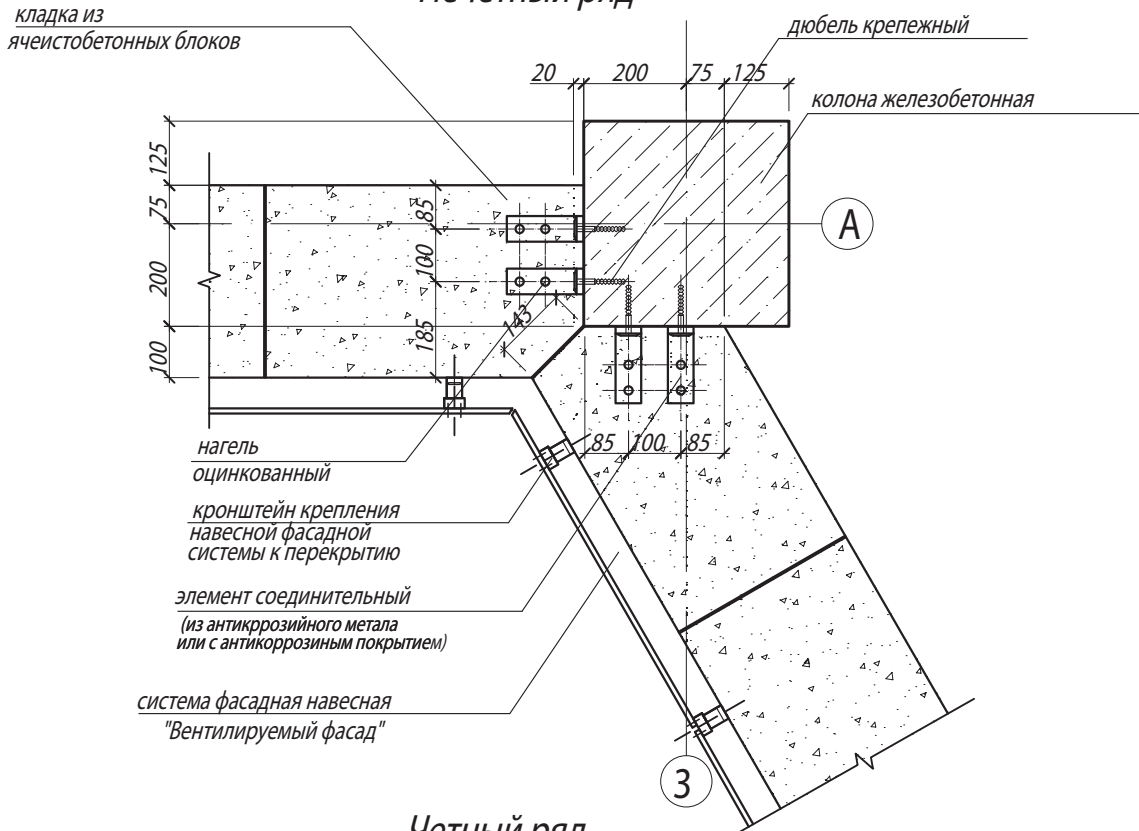 Нечетный ряд
кладка из
ячеистобетонных блоков
дюбель крепежный
20 200 75 125
колона железобетонная
125
75
200
100
85
100
185
143
А
85 100 85
нагель
оцинкованный
кронштейн крепления
навесной фасадной
системы к перекрытию
элемент соединительный
(из антикррозийного метала
или с антикоррозиным покрытием)
система фасадная навесная
"Вентилируемый фасад"
3
Четный ряд